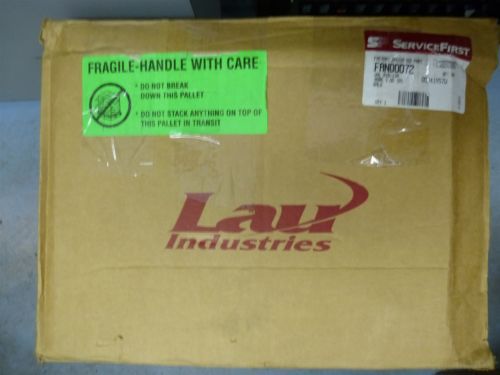 FRAGILE-HANDLE WITH CARE
* DO NOT BREAK
DOWN THIS PALLET
* DO NOT STACK ANYTHING ON TOP OF
THIS PALLET IN TRANSIT
SERVICEFIRST
FAN00072
Lau
Industries